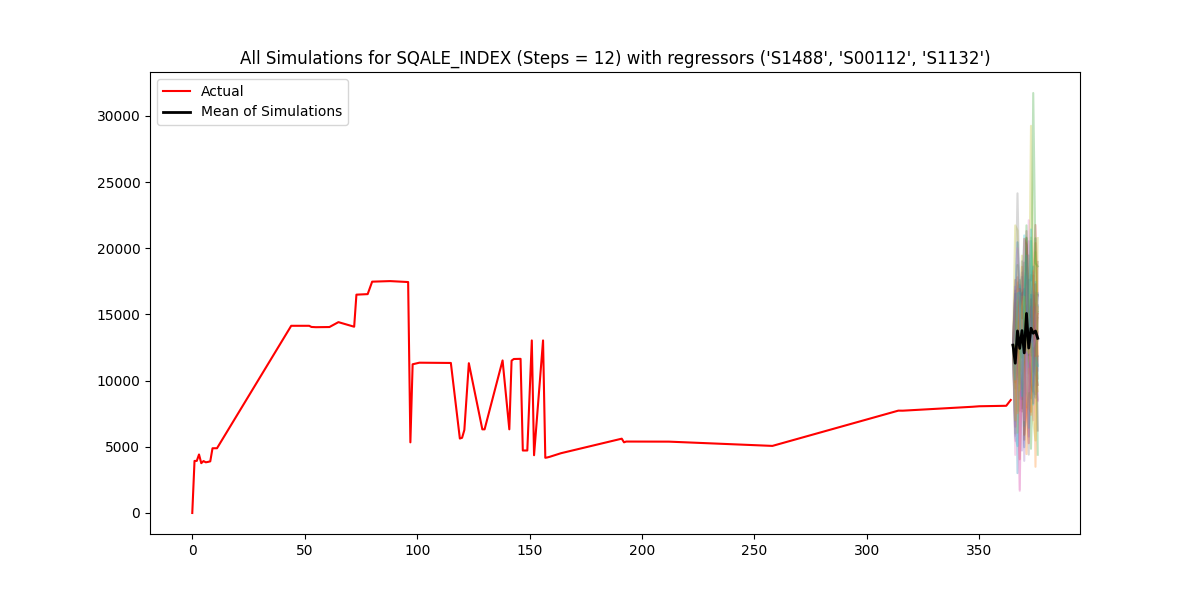 All Simulations for SQALE_INDEX (Steps = 12) with regressors ('S1488', 'S00112', 'S1132')
Actual
Mean of Simulations
30000
25000
20000
15000
10000
5000
0
0 50 100 150 200 250 300 350